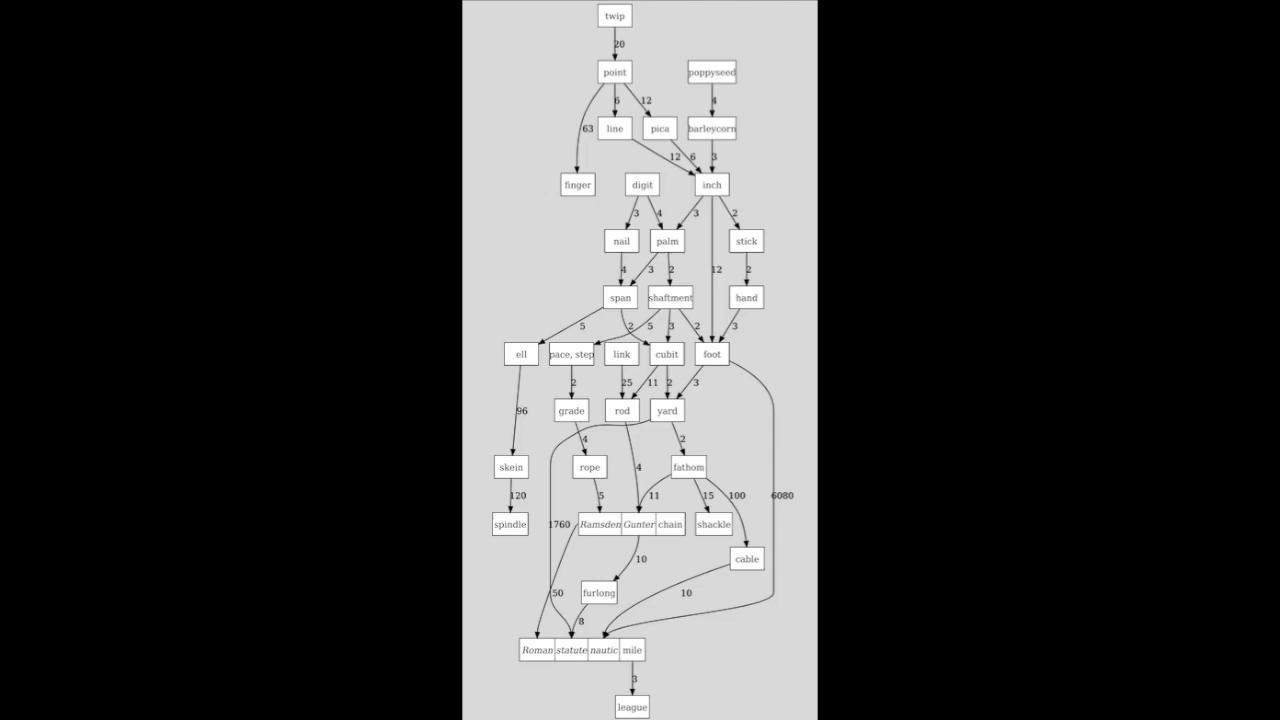 twip
20
point poppyseed
6 12 4
63 line pica barleycorn
12 6 3
finger digit inch
3 4 3 2
nail palm stick
4 3 2 12 2
span shaftment hand
5 2 5 3 2 3
ell pace, step link cubit foot
2 25 11 2 3
96 grade rod yard
4 2
skein rope 4 fathom
120 5 11 15 100 6080
spindle 1760 Ramsden Gunter chain shackle
10 cable
50 furlong 10
8
Roman statute nautic mile
3
league